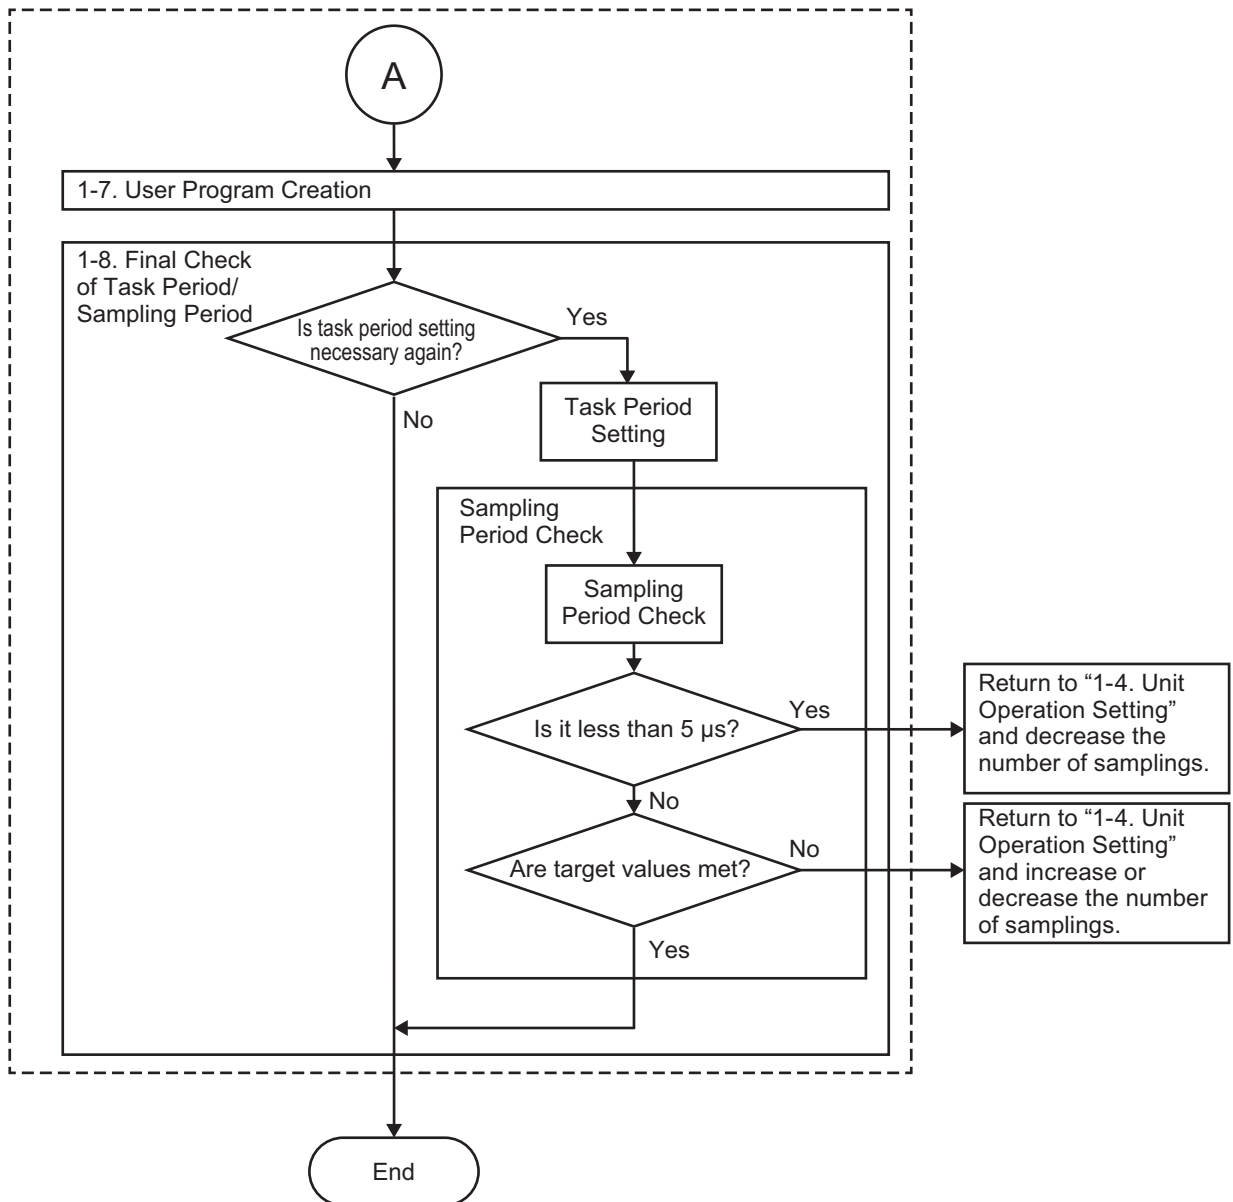 A
1-7. User Program Creation
1-8. Final Check
of Task Period/
Sampling Period
Is task period setting
necessary again?
Yes
No
Task Period
Setting
Sampling
Period Check
Sampling
Period Check
Is it less than 5 µs?
Yes
Return to “1-4. Unit
Operation Setting”
and decrease the
number of samplings.
No
Are target values met?
No
Return to “1-4. Unit
Operation Setting”
and increase or
decrease the number
of samplings.
Yes
End